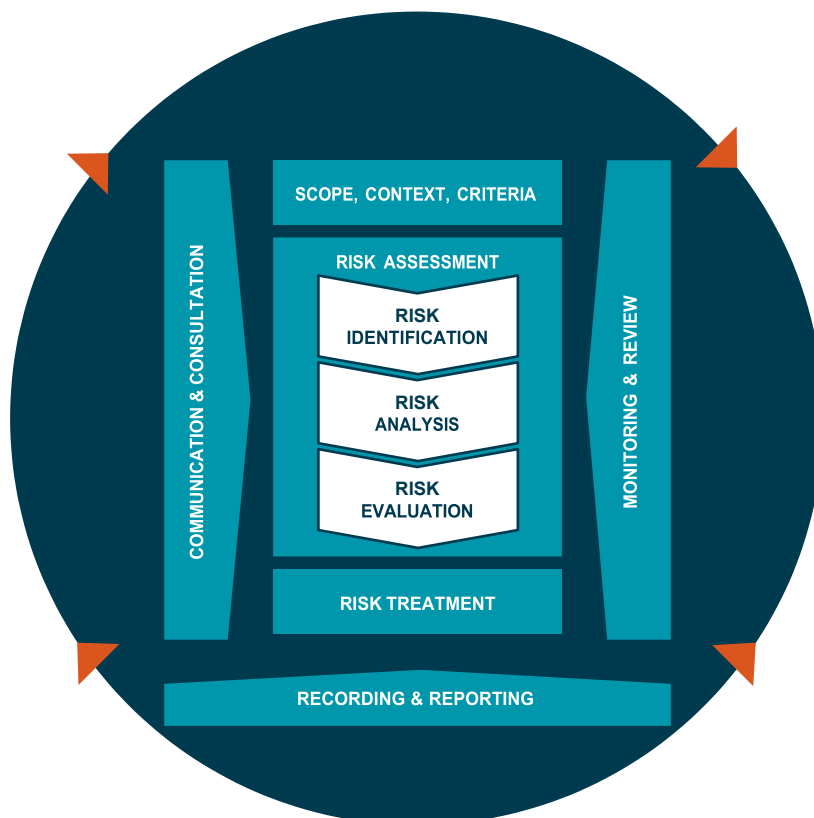 SCOPE, CONTEXT, CRITERIA
COMMUNICATION & CONSULTATION
RISK ASSESSMENT
RISK
IDENTIFICATION
RISK
ANALYSIS
RISK
EVALUATION
MONITORING & REVIEW
RISK TREATMENT
RECORDING & REPORTING